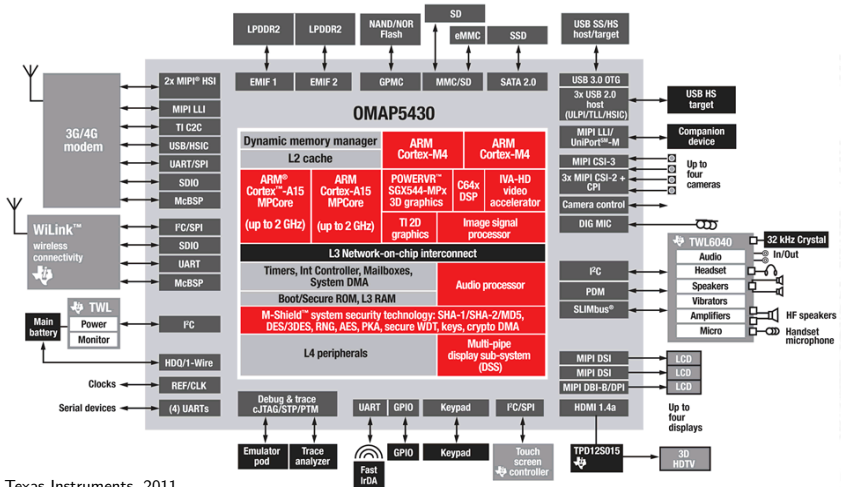 LPDDR2
LPDDR2
NAND/NOR
Flash
SD
eMMC
SSD
USB SS/HS
host/target
2x MIPI® HSI
EMIF 1
EMIF 2
GPMC
MMC/SD
SATA 2.0
USB 3.0 OTG
3x USB 2.0
host
(ULPI/TLL/HSIC)
USB HS
target
3G/4G
modem
MIPI LLI
TI C2C
USB/HSIC
UART/SPI
SDIO
McBSP
OMAP5430
MIPI LLI/
UniPort℠-M
Companion
device
MIPI CSI-3
3x MIPI CSI-2 +
CPI
Up to
four
cameras
Camera control
DIG MIC
Dynamic memory manager
L2 cache
ARM
Cortex-M4
ARM
Cortex-M4
ARM®
Cortex™-A15
MPCore
(up to 2 GHz)
ARM
Cortex-A15
MPCore
(up to 2 GHz)
POWERVR™
SGX544-MPx
3D graphics
C64x
DSP
IVA-HD
video
accelerator
TI 2D
graphics
Image signal
processor
L3 Network-on-chip interconnect
Timers, Int Controller, Mailboxes,
System DMA
Boot/Secure ROM, L3 RAM
Audio processor
M-Shield™ system security technology: SHA-1/SHA-2/MD5,
DES/3DES, RNG, AES, PKA, secure WDT, keys, crypto DMA
L4 peripherals
Multi-pipe
display sub-system
(DSS)
WiLink™
wireless
connectivity
I²C/SPI
SDIO
UART
McBSP
TWL
Power
Monitor
Main
battery
I²C
HDQ/1-Wire
Clocks
REF/CLK
Serial devices
(4) UARTs
I²C
PDM
SLIMbus®
TWL6040
Audio
Headset
Speakers
Vibrators
Amplifiers
Micro
32 kHz Crystal
In/Out
HF speakers
Handset
microphone
MIPI DSI
LCD
MIPI DSI
LCD
MIPI DBI-B/DPI
LCD
HDMI 1.4a
Up to
four
displays
Debug & trace
cJTAG/STP/PTM
UART
GPIO
Keypad
I²C/SPI
Emulator
pod
Trace
analyzer
Fast
IrDA
GPIO
Keypad
Touch
screen
controller
TPD12S015
3D
HDTV
Texas Instruments, 2011